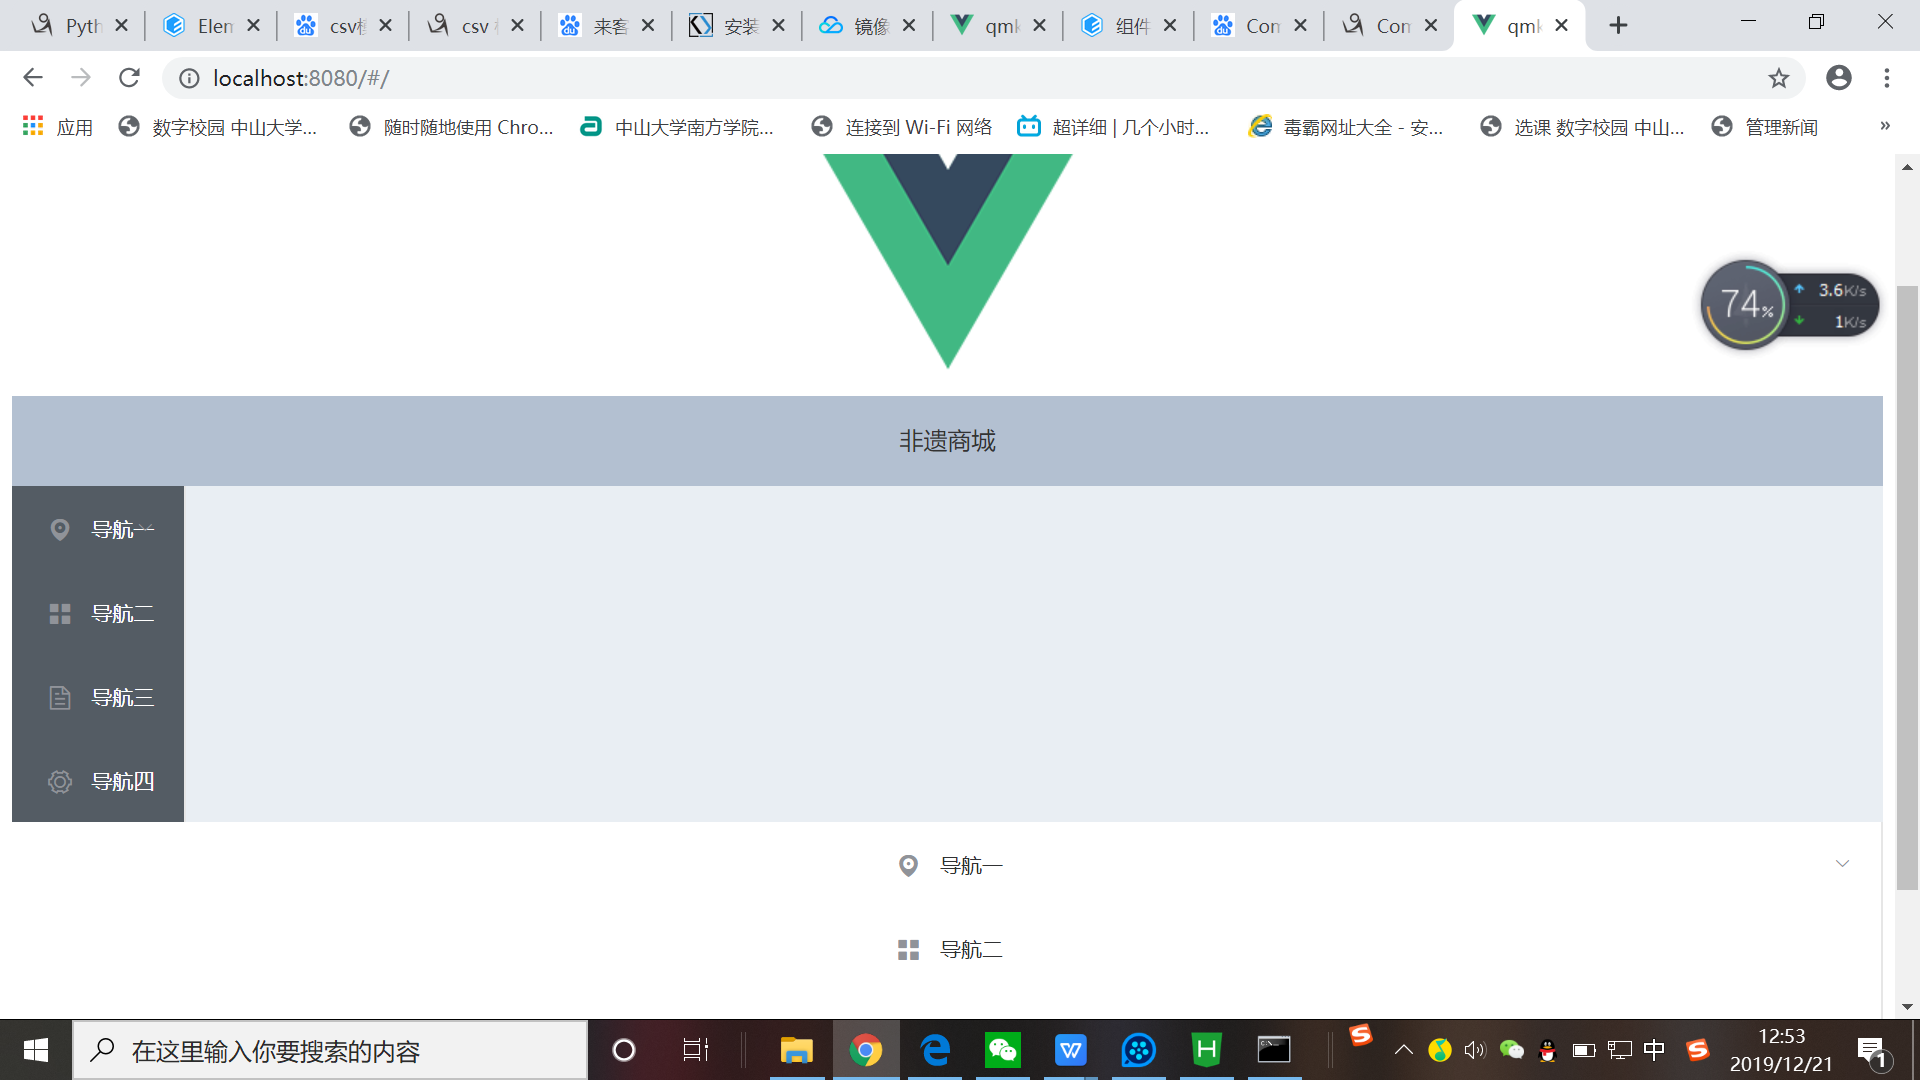 Pyth
Elem
csv
csv
来客
安装
镜像
qmk
组件
Com
Com
qmk
localhost:8080/#/
应用
数字校园 中山大学...
随时随地使用 Chro...
中山大学南方学院...
连接到 Wi-Fi 网络
超详细 | 几个小时...
毒霸网址大全 - 安...
选课 数字校园 中山...
管理新闻
»
74%
3.6K/s
1K/s
非遗商城
导航一
导航二
导航三
导航四
导航一
导航二
在这里输入你要搜索的内容
中
12:53
2019/12/21
1